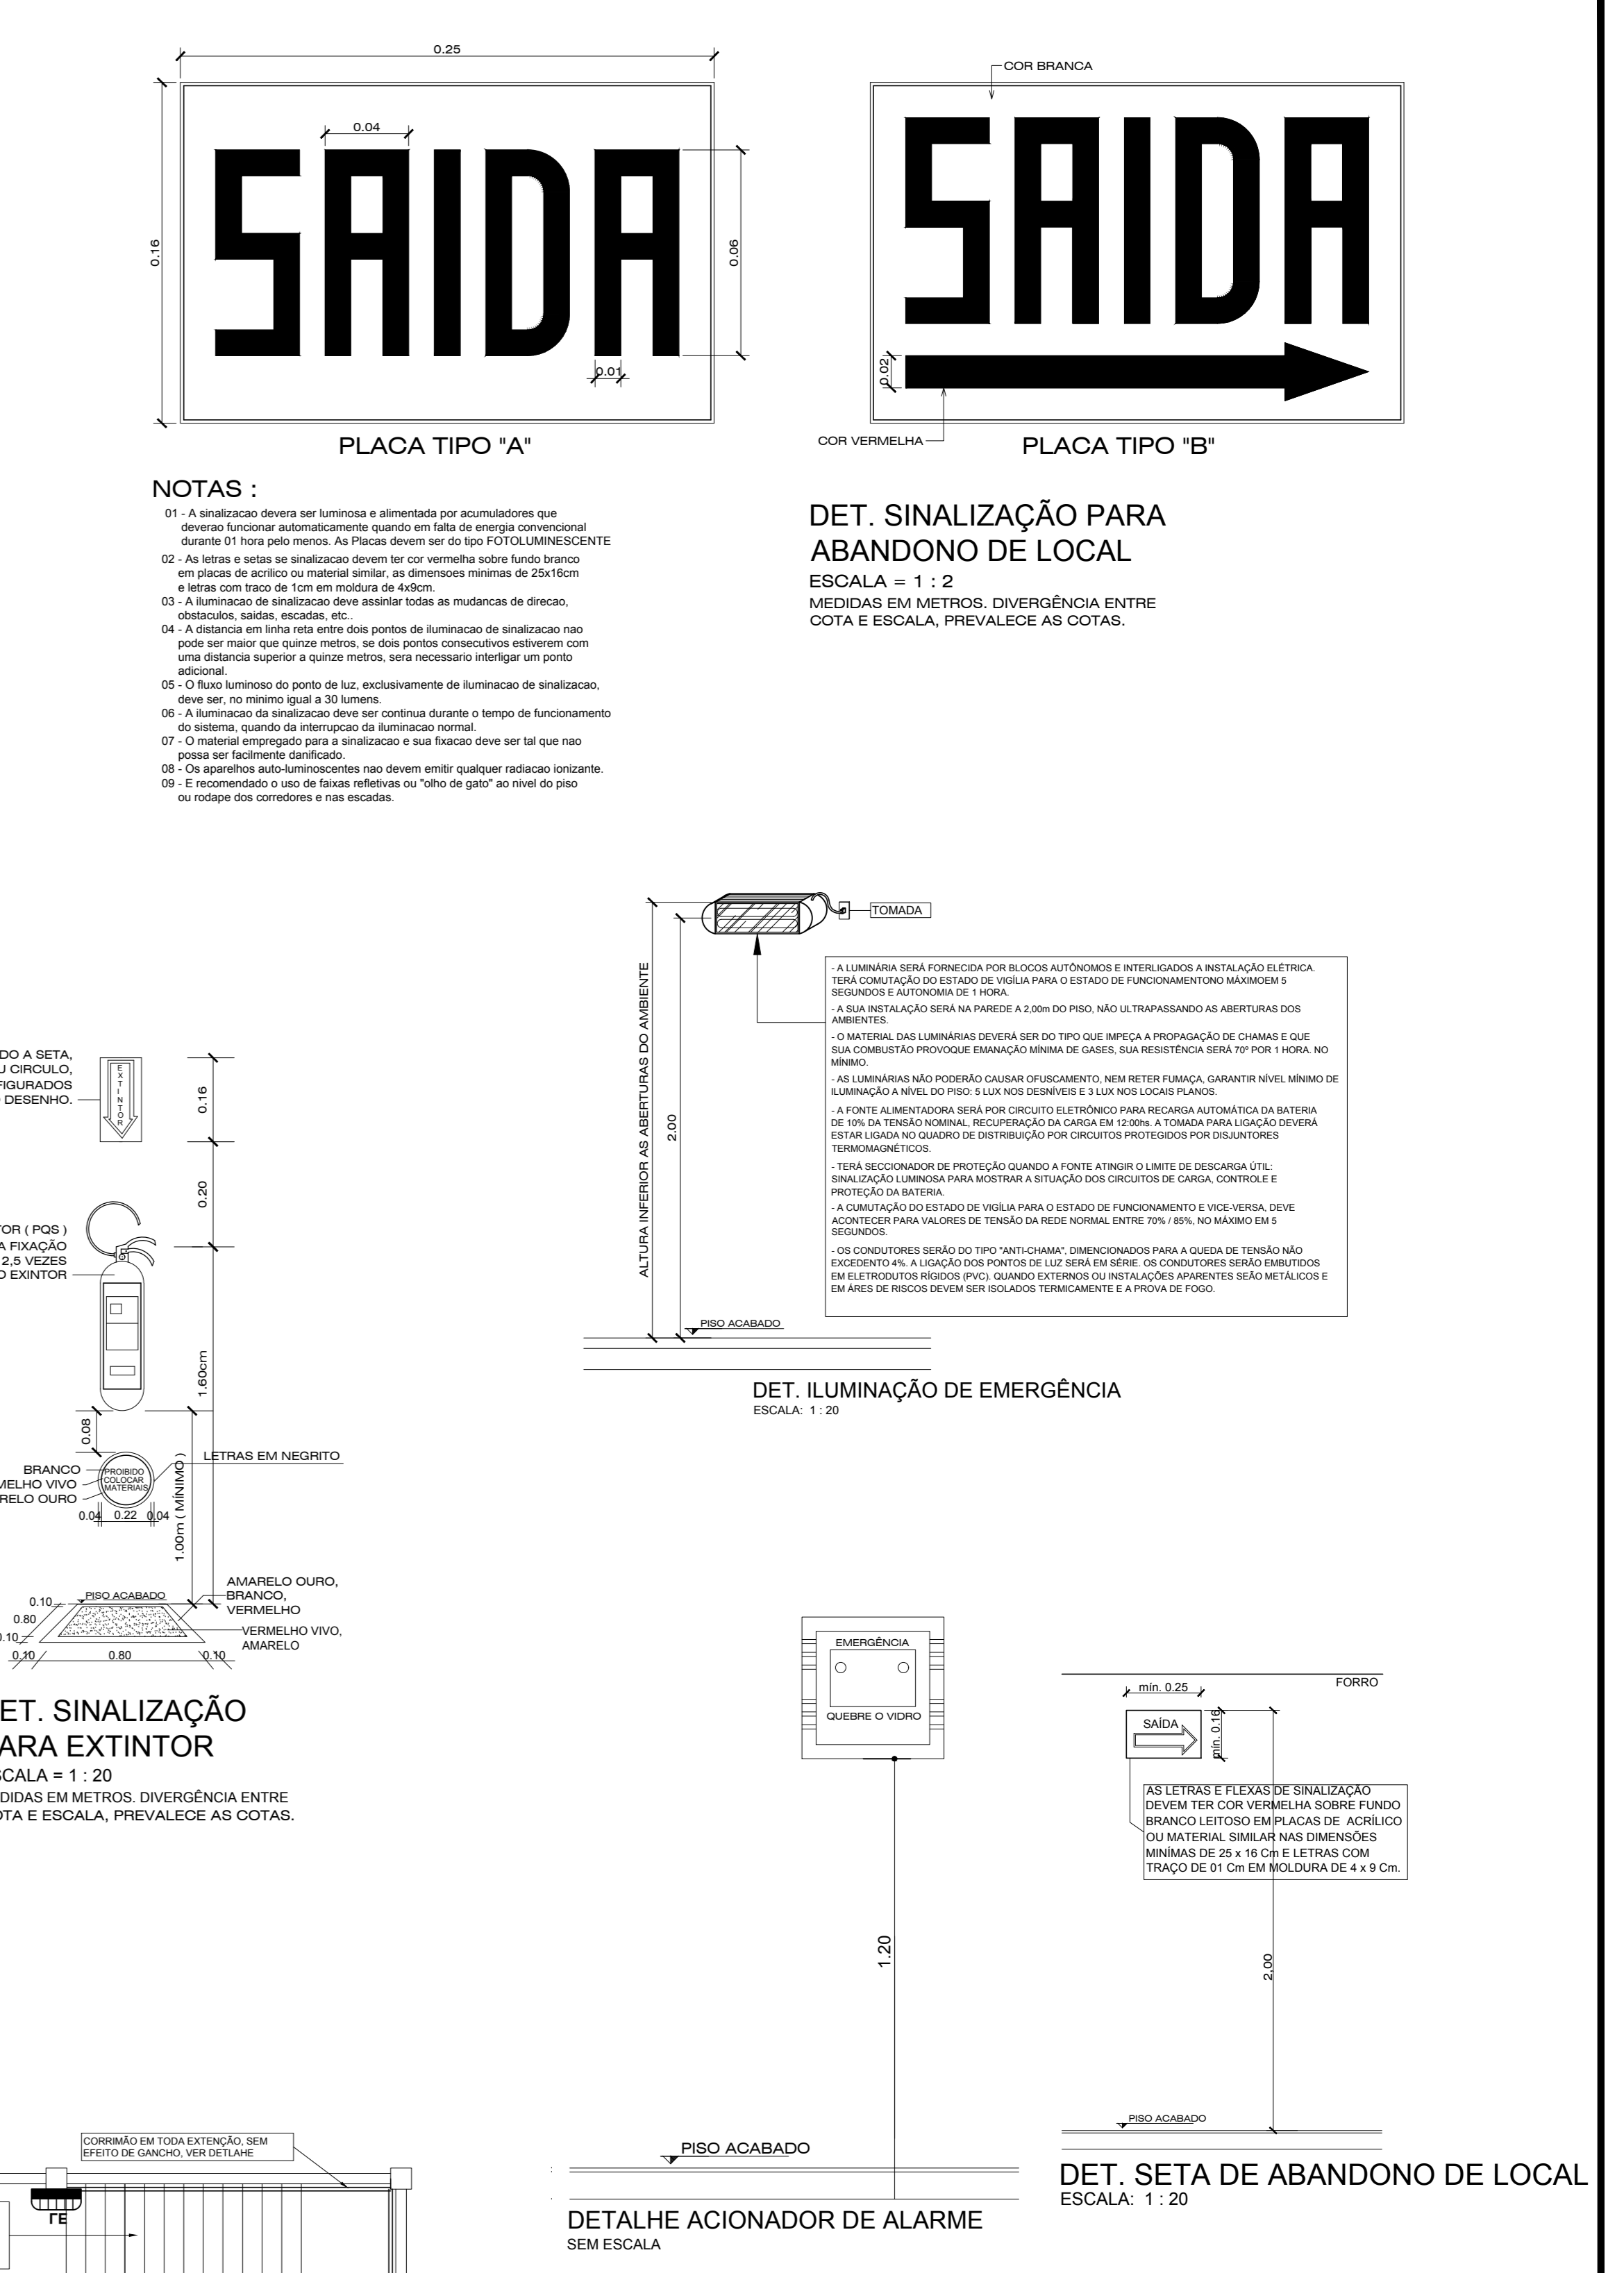 0.25
0.16
0.04
SAIDA
0.06
0.01
PLACA TIPO "A"
COR BRANCA
SAIDA
0.02
COR VERMELHA
PLACA TIPO "B"
NOTAS :
01 - A sinalizacao devera ser luminosa e alimentada por acumuladores que
deverao funcionar automaticamente quando em falta de energia convencional
durante 01 hora pelo menos. As Placas devem ser do tipo FOTOLUMINESCENTE
02 - As letras e setas se sinalizacao devem ter cor vermelha sobre fundo branco
em placas de acrilico ou material similar, as dimensoes minimas de 25x16cm
e letras com traco de 1cm em moldura de 4x9cm.
03 - A iluminacao de sinalizacao deve assinlar todas as mudancas de direcao,
obstaculos, saidas, escadas, etc..
04 - A distancia em linha reta entre dois pontos de iluminacao de sinalizacao nao
pode ser maior que quinze metros, se dois pontos consecutivos estiverem com
uma distancia superior a quinze metros, sera necessario interligar um ponto
adicional.
05 - O fluxo luminoso do ponto de luz, exclusivamente de iluminacao de sinalizacao,
deve ser, no minimo igual a 30 lumens.
06 - A iluminacao da sinalizacao deve ser continua durante o tempo de funcionamento
do sistema, quando da interrupcao da iluminacao normal.
07 - O material empregado para a sinalizacao e sua fixacao deve ser tal que nao
possa ser facilmente danificado.
08 - Os aparelhos auto-luminoscentes nao devem emitir qualquer radiacao ionizante.
09 - E recomendado o uso de faixas refletivas ou "olho de gato" ao nivel do piso
ou rodape dos corredores e nas escadas.
DET. SINALIZAÇÃO PARA
ABANDONO DE LOCAL
ESCALA = 1 : 2
MEDIDAS EM METROS. DIVERGÊNCIA ENTRE
COTA E ESCALA, PREVALECE AS COTAS.
TOMADA
ALTURA INFERIOR AS ABERTURAS DO AMBIENTE
2.00
- A LUMINÁRIA SERÁ FORNECIDA POR BLOCOS AUTÔNOMOS E INTERLIGADOS A INSTALAÇÃO ELÉTRICA.
TERÁ COMUTAÇÃO DO ESTADO DE VIGÍLIA PARA O ESTADO DE FUNCIONAMENTONO MÁXIMOEM 5
SEGUNDOS E AUTONOMIA DE 1 HORA.
- A SUA INSTALAÇÃO SERÁ NA PAREDE A 2,00m DO PISO, NÃO ULTRAPASSANDO AS ABERTURAS DOS
AMBIENTES.
- O MATERIAL DAS LUMINÁRIAS DEVERÁ SER DO TIPO QUE IMPEÇA A PROPAGAÇÃO DE CHAMAS E QUE
SUA COMBUSTÃO PROVOQUE EMANAÇÃO MÍNIMA DE GASES, SUA RESISTÊNCIA SERÁ 70º POR 1 HORA. NO
MÍNIMO.
- AS LUMINÁRIAS NÃO PODERÃO CAUSAR OFUSCAMENTO, NEM RETER FUMAÇA, GARANTIR NÍVEL MÍNIMO DE
ILUMINAÇÃO A NÍVEL DO PISO: 5 LUX NOS DESNÍVEIS E 3 LUX NOS LOCAIS PLANOS.
- A FONTE ALIMENTADORA SERÁ POR CIRCUITO ELETRÔNICO PARA RECARGA AUTOMÁTICA DA BATERIA
DE 10% DA TENSÃO NOMINAL, RECUPERAÇÃO DA CARGA EM 12:00hs. A TOMADA PARA LIGAÇÃO DEVERÁ
ESTAR LIGADA NO QUADRO DE DISTRIBUIÇÃO POR CIRCUITOS PROTEGIDOS POR DISJUNTORES
TERMOMAGNÉTICOS.
- TERÁ SECCIONADOR DE PROTEÇÃO QUANDO A FONTE ATINGIR O LIMITE DE DESCARGA ÚTIL:
SINALIZAÇÃO LUMINOSA PARA MOSTRAR A SITUAÇÃO DOS CIRCUITOS DE CARGA, CONTROLE E
PROTEÇÃO DA BATERIA.
- A CUMUTAÇÃO DO ESTADO DE VIGÍLIA PARA O ESTADO DE FUNCIONAMENTO E VICE-VERSA, DEVE
ACONTECER PARA VALORES DE TENSÃO DA REDE NORMAL ENTRE 70% / 85%, NO MÁXIMO EM 5
SEGUNDOS.
- OS CONDUTORES SERÃO DO TIPO "ANTI-CHAMA", DIMENCIONADOS PARA A QUEDA DE TENSÃO NÃO
EXCEDENTO 4%. A LIGAÇÃO DOS PONTOS DE LUZ SERÁ EM SÉRIE. OS CONDUTORES SERÃO EMBUTIDOS
EM ELETRODUTOS RÍGIDOS (PVC). QUANDO EXTERNOS OU INSTALAÇÕES APARENTES SEÃO METÁLICOS E
EM ÁRES DE RISCOS DEVEM SER ISOLADOS TERMICAMENTE E A PROVA DE FOGO.
PISO ACABADO
DET. ILUMINAÇÃO DE EMERGÊNCIA
ESCALA: 1 : 20
DO A SETA,
U CIRCULO,
FIGURADOS
DESENHO.
EXTINTOR
0.16
0.20
TOR ( PQS )
A FIXAÇÃO
2,5 VEZES
O EXINTOR
1.60cm
0.08
1.00m ( MÍNIMO )
LETRAS EM NEGRITO
BRANCO
MELHO VIVO
RELO OURO
PROIBIDO
COLOCAR
MATERIAIS
0.04 0.22 0.04
AMARELO OURO,
BRANCO,
VERMELHO
PISO ACABADO
VERMELHO VIVO,
AMARELO
0.10
0.80
0.10
0.10 0.80 0.10
ET. SINALIZAÇÃO
ARA EXTINTOR
SCALA = 1 : 20
DIDAS EM METROS. DIVERGÊNCIA ENTRE
OTA E ESCALA, PREVALECE AS COTAS.
EMERGÊNCIA
QUEBRE O VIDRO
1.20
PISO ACABADO
DETALHE ACIONADOR DE ALARME
SEM ESCALA
FORRO
mín. 0.25
SAÍDA
mín. 0.16
AS LETRAS E FLEXAS DE SINALIZAÇÃO
DEVEM TER COR VERMELHA SOBRE FUNDO
BRANCO LEITOSO EM PLACAS DE ACRÍLICO
OU MATERIAL SIMILAR NAS DIMENSÕES
MINÍMAS DE 25 x 16 Cm E LETRAS COM
TRAÇO DE 01 Cm EM MOLDURA DE 4 x 9 Cm.
2,00
PISO ACABADO
DET. SETA DE ABANDONO DE LOCAL
ESCALA: 1 : 20
CORRIMÃO EM TODA EXTENÇÃO, SEM
EFEITO DE GANCHO, VER DETLAHE